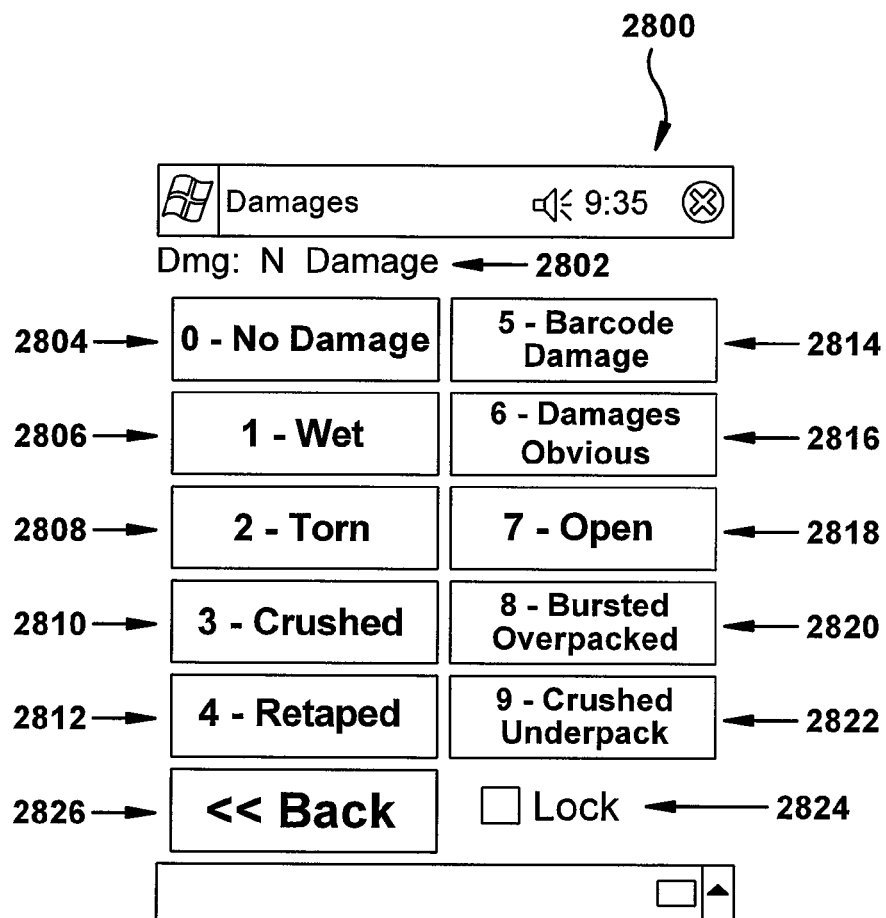 2800
Damages 9:35
Dmg: N Damage 2802
2804 0 - No Damage 5 - Barcode Damage 2814
2806 1 - Wet 6 - Damages Obvious 2816
2808 2 - Torn 7 - Open 2818
2810 3 - Crushed 8 - Bursted Overpacked 2820
2812 4 - Retaped 9 - Crushed Underpack 2822
2826 << Back Lock 2824